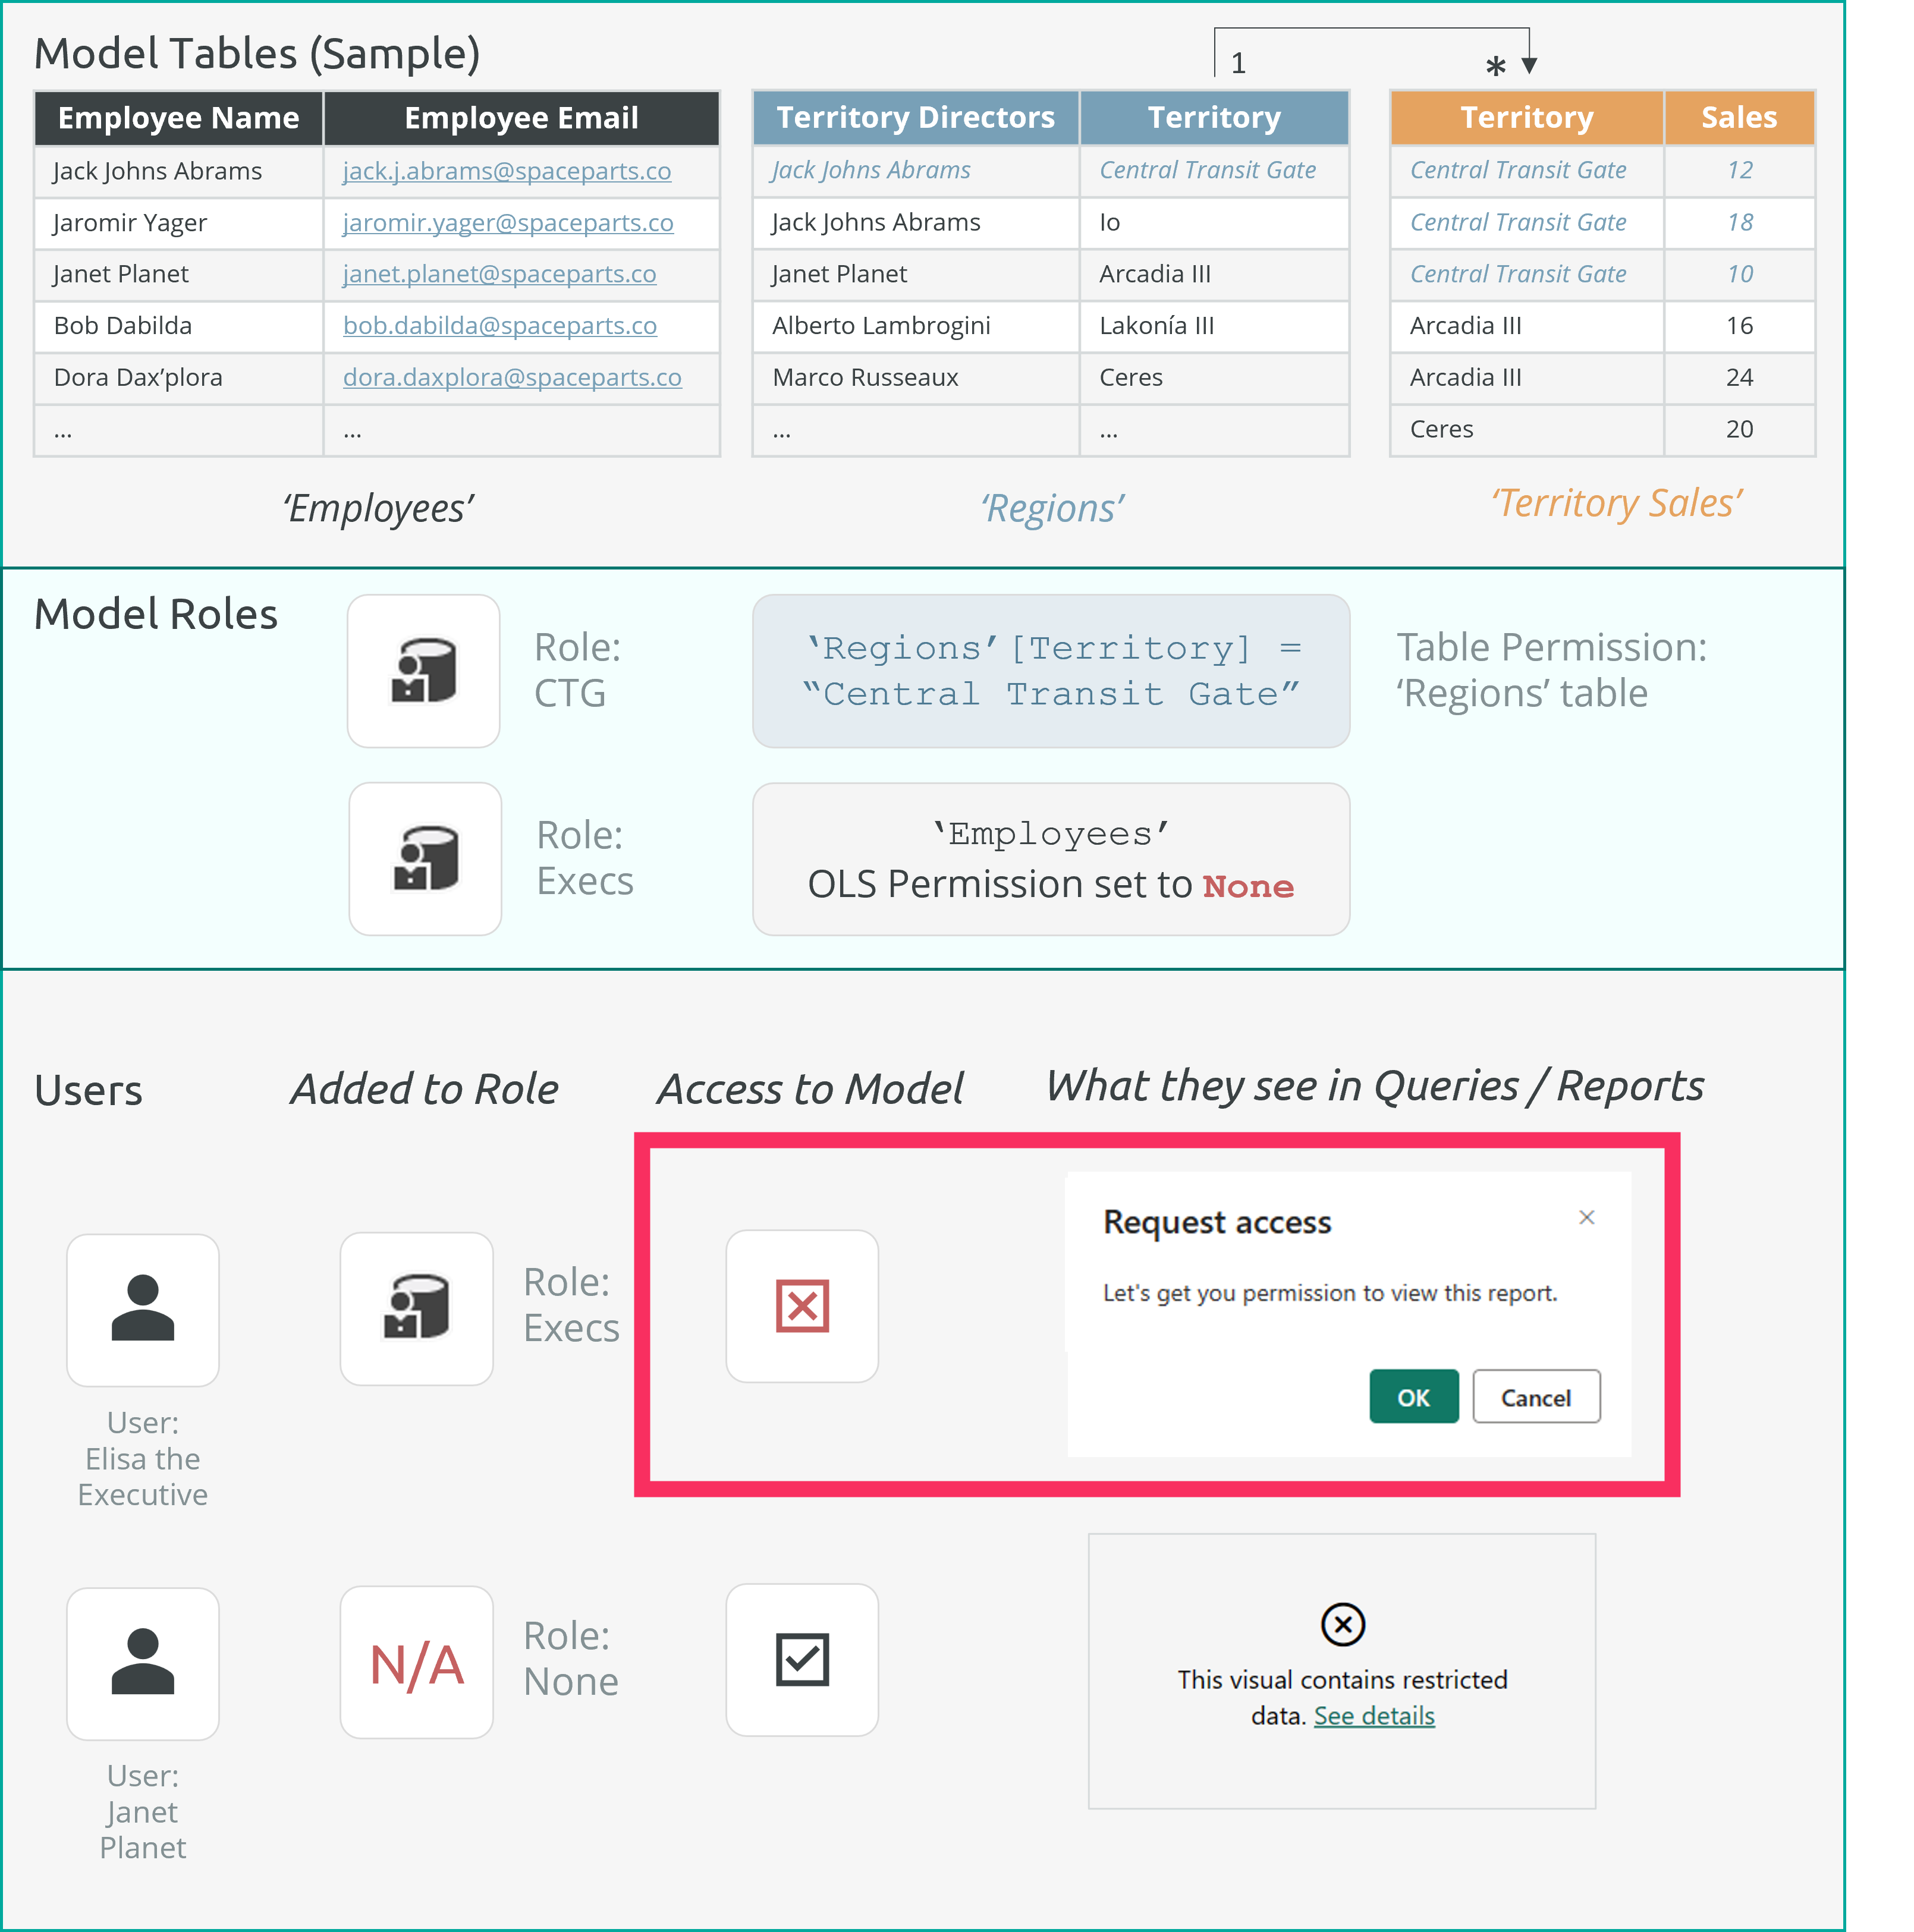 Model Tables (Sample)
1 *
Employee Name Employee Email
Jack Johns Abrams jack.j.abrams@spaceparts.co
Jaromir Yager jaromir.yager@spaceparts.co
Janet Planet janet.planet@spaceparts.co
Bob Dabilda bob.dabilda@spaceparts.co
Dora Dax’plora dora.daxplora@spaceparts.co
... ...
‘Employees’
Territory Directors Territory
Jack Johns Abrams Central Transit Gate
Jack Johns Abrams Io
Janet Planet Arcadia III
Alberto Lambrogini Lakonía III
Marco Russeaux Ceres
... ...
‘Regions’
Territory Sales
Central Transit Gate 12
Central Transit Gate 18
Central Transit Gate 10
Arcadia III 16
Arcadia III 24
Ceres 20
‘Territory Sales’
Model Roles
Role:
CTG
‘Regions’[Territory] =
“Central Transit Gate”
Table Permission:
‘Regions’ table
Role:
Execs
‘Employees’
OLS Permission set to None
Users Added to Role Access to Model What they see in Queries / Reports
User:
Elisa the
Executive
Role:
Execs
Request access
Let's get you permission to view this report.
OK Cancel
User:
Janet
Planet
N/A
Role:
None
This visual contains restricted
data. See details